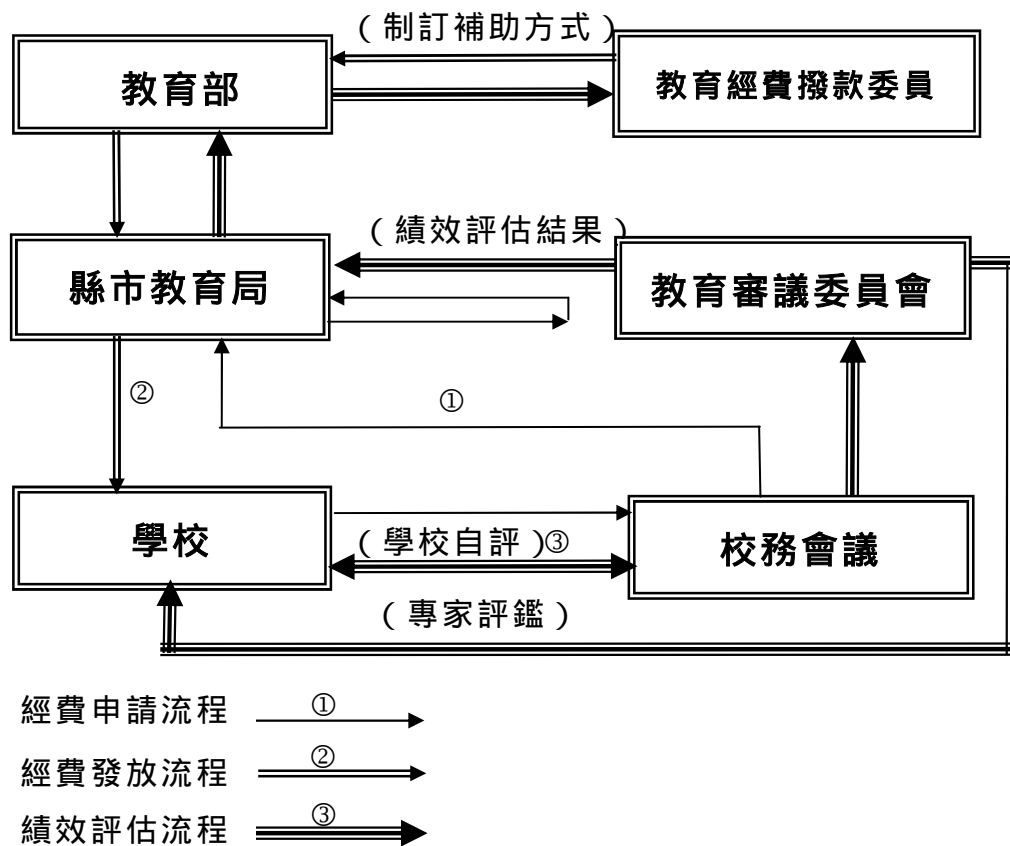 (制訂補助方式)
教育部
教育經費撥款委員
(績效評估結果)
縣市教育局
教育審議委員會
②
①
學校
(學校自評)③
校務會議
(專家評鑑)
經費申請流程 ①
經費發放流程 ②
績效評估流程 ③